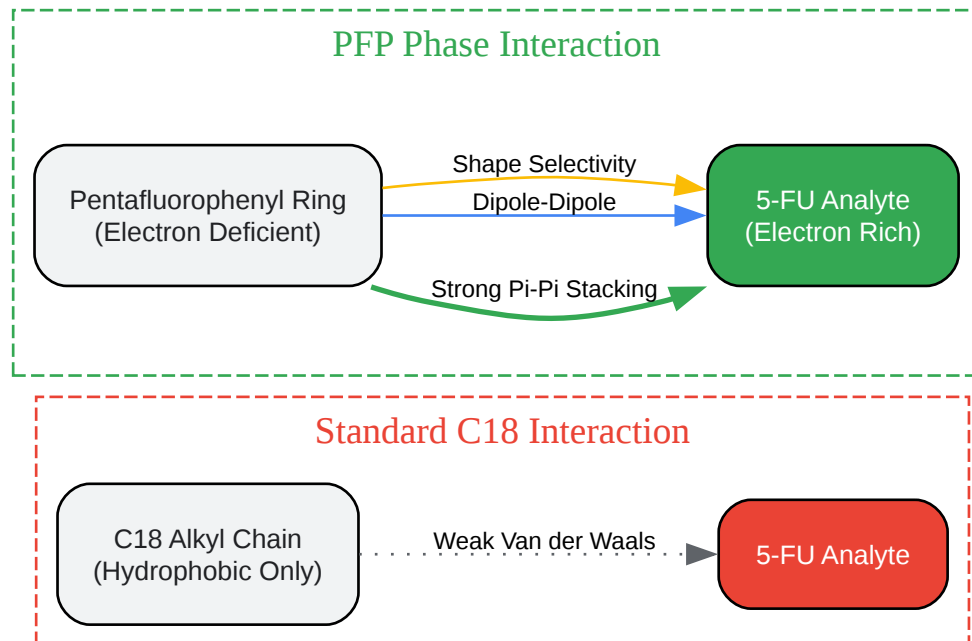 PFP Phase Interaction
Pentafluorophenyl Ring
(Electron Deficient)
Shape Selectivity
Dipole-Dipole
Strong Pi-Pi Stacking
5-FU Analyte
(Electron Rich)
Standard C18 Interaction
C18 Alkyl Chain
(Hydrophobic Only)
Weak Van der Waals
5-FU Analyte